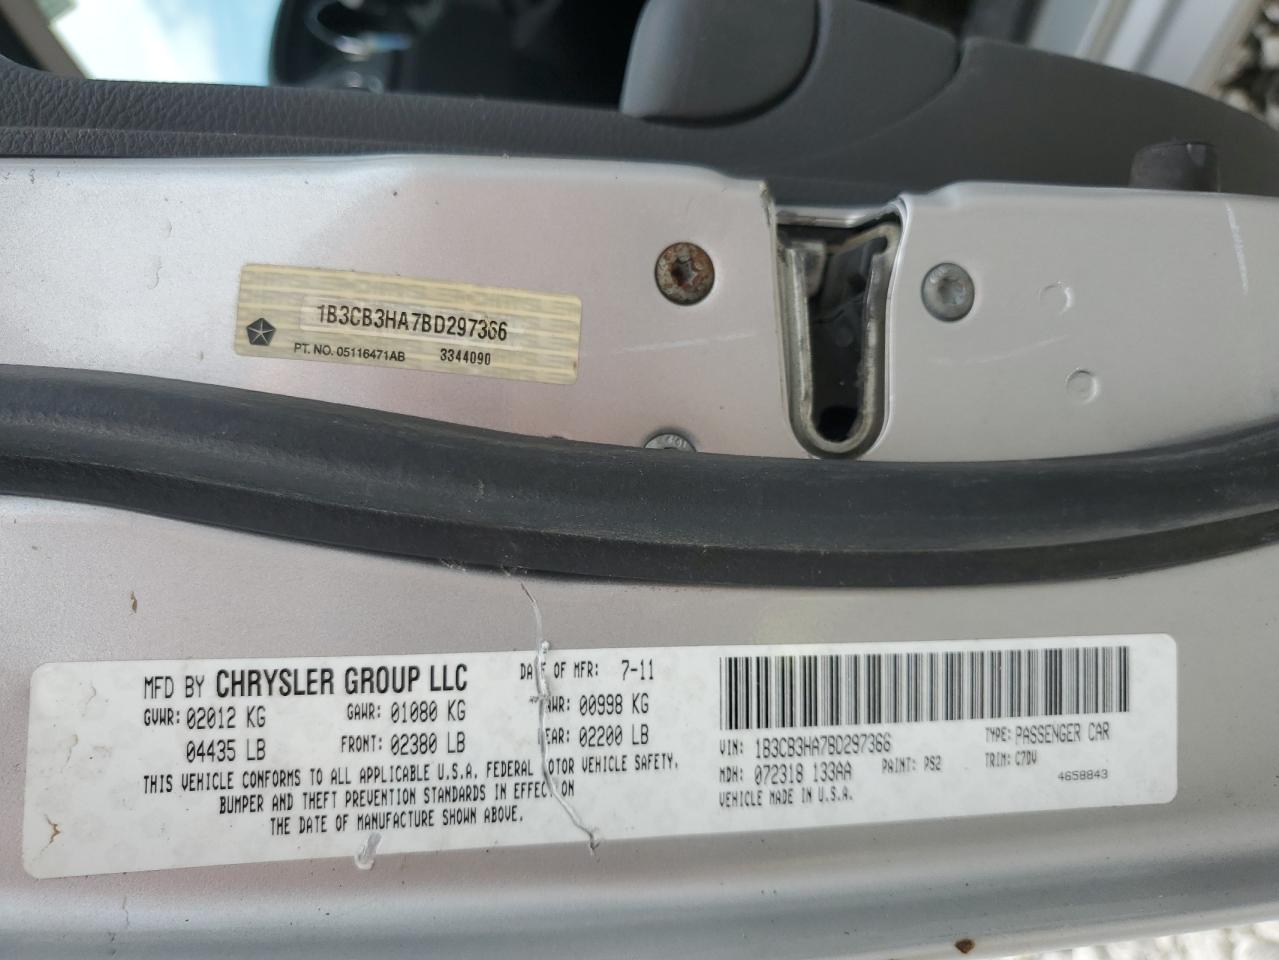 1B3CB3HA7BD297366
PT. NO. 05116471AB 3344090
MFD BY CHRYSLER GROUP LLC DATE OF MFR: 7-11
GVWR: 02012 KG GAWR: 01080 KG 00998 KG
04435 LB FRONT: 02380 LB 02200 LB
THIS VEHICLE CONFORMS TO ALL APPLICABLE U.S.A. FEDERAL MOTOR VEHICLE SAFETY,
BUMPER AND THEFT PREVENTION STANDARDS IN EFFECT ON
THE DATE OF MANUFACTURE SHOWN ABOVE.
VIN: 1B3CB3HA7BD297366 TYPE: PASSENGER CAR
MDH: 072318 133AA PAINT: PS2 TRIM: C7DV
VEHICLE MADE IN U.S.A. 4658843